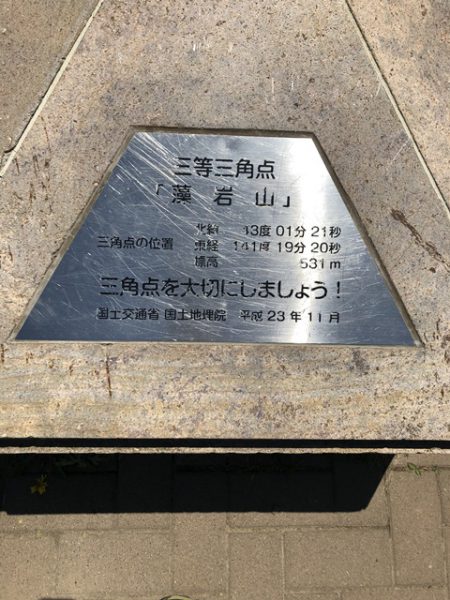 三等三角点
「藻岩山」
北緯 43度 01分 21秒
三角点の位置 東経 141度 19分 20秒
標高 531m
三角点を大切にしましょう！
国土交通省 国土地理院 平成23年11月